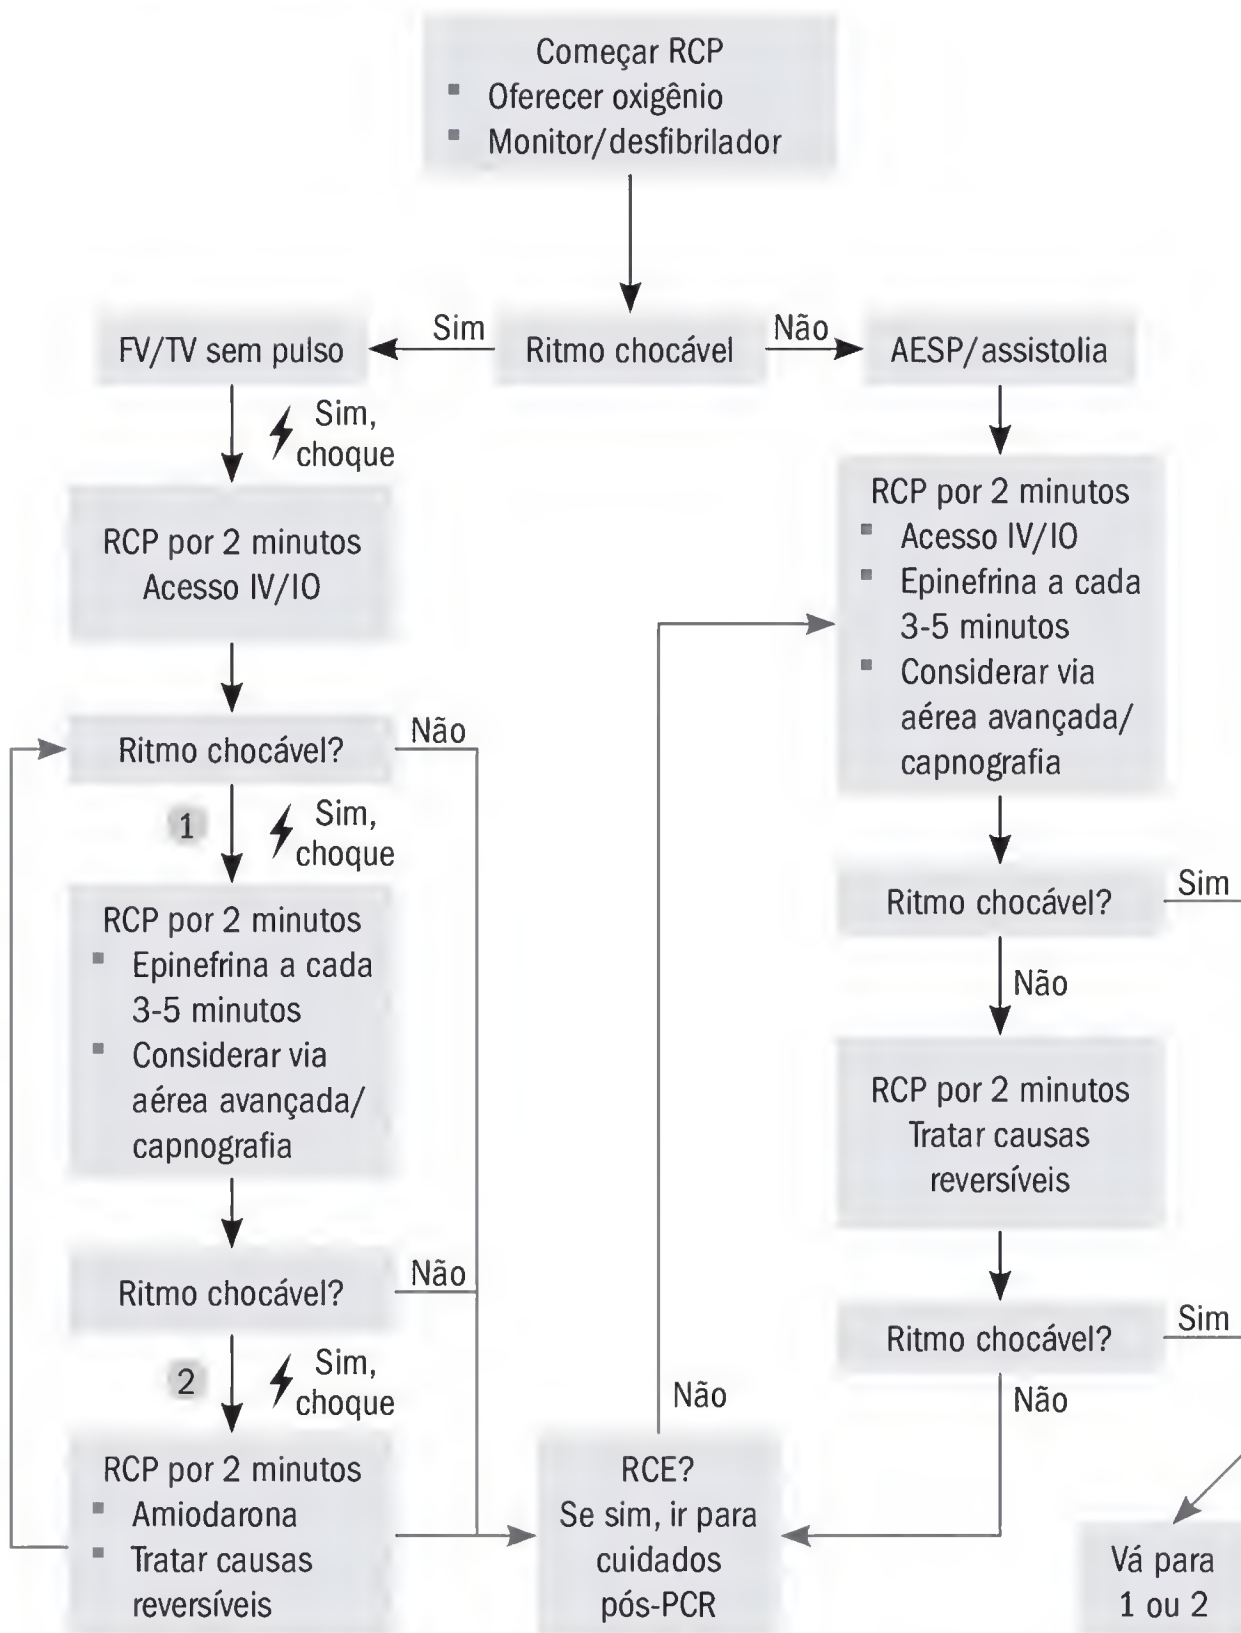 Começar RCP
▪ Oferecer oxigênio
▪ Monitor/desfibrilador
FV/TV sem pulso
Sim
Ritmo chocável
Não
AESP/assistolia
Sim,
choque
RCP por 2 minutos
Acesso IV/IO
Ritmo chocável?
Não
1
Sim,
choque
RCP por 2 minutos
▪ Epinefrina a cada
3-5 minutos
▪ Considerar via
aérea avançada/
capnografia
Ritmo chocável?
Não
2
Sim,
choque
RCP por 2 minutos
▪ Amiodarona
▪ Tratar causas
reversíveis
RCP por 2 minutos
▪ Acesso IV/IO
▪ Epinefrina a cada
3-5 minutos
▪ Considerar via
aérea avançada/
capnografia
Ritmo chocável?
Sim
Não
RCP por 2 minutos
Tratar causas
reversíveis
Ritmo chocável?
Sim
Não
Não
RCE?
Se sim, ir para
cuidados
pós-PCR
Vá para
1 ou 2